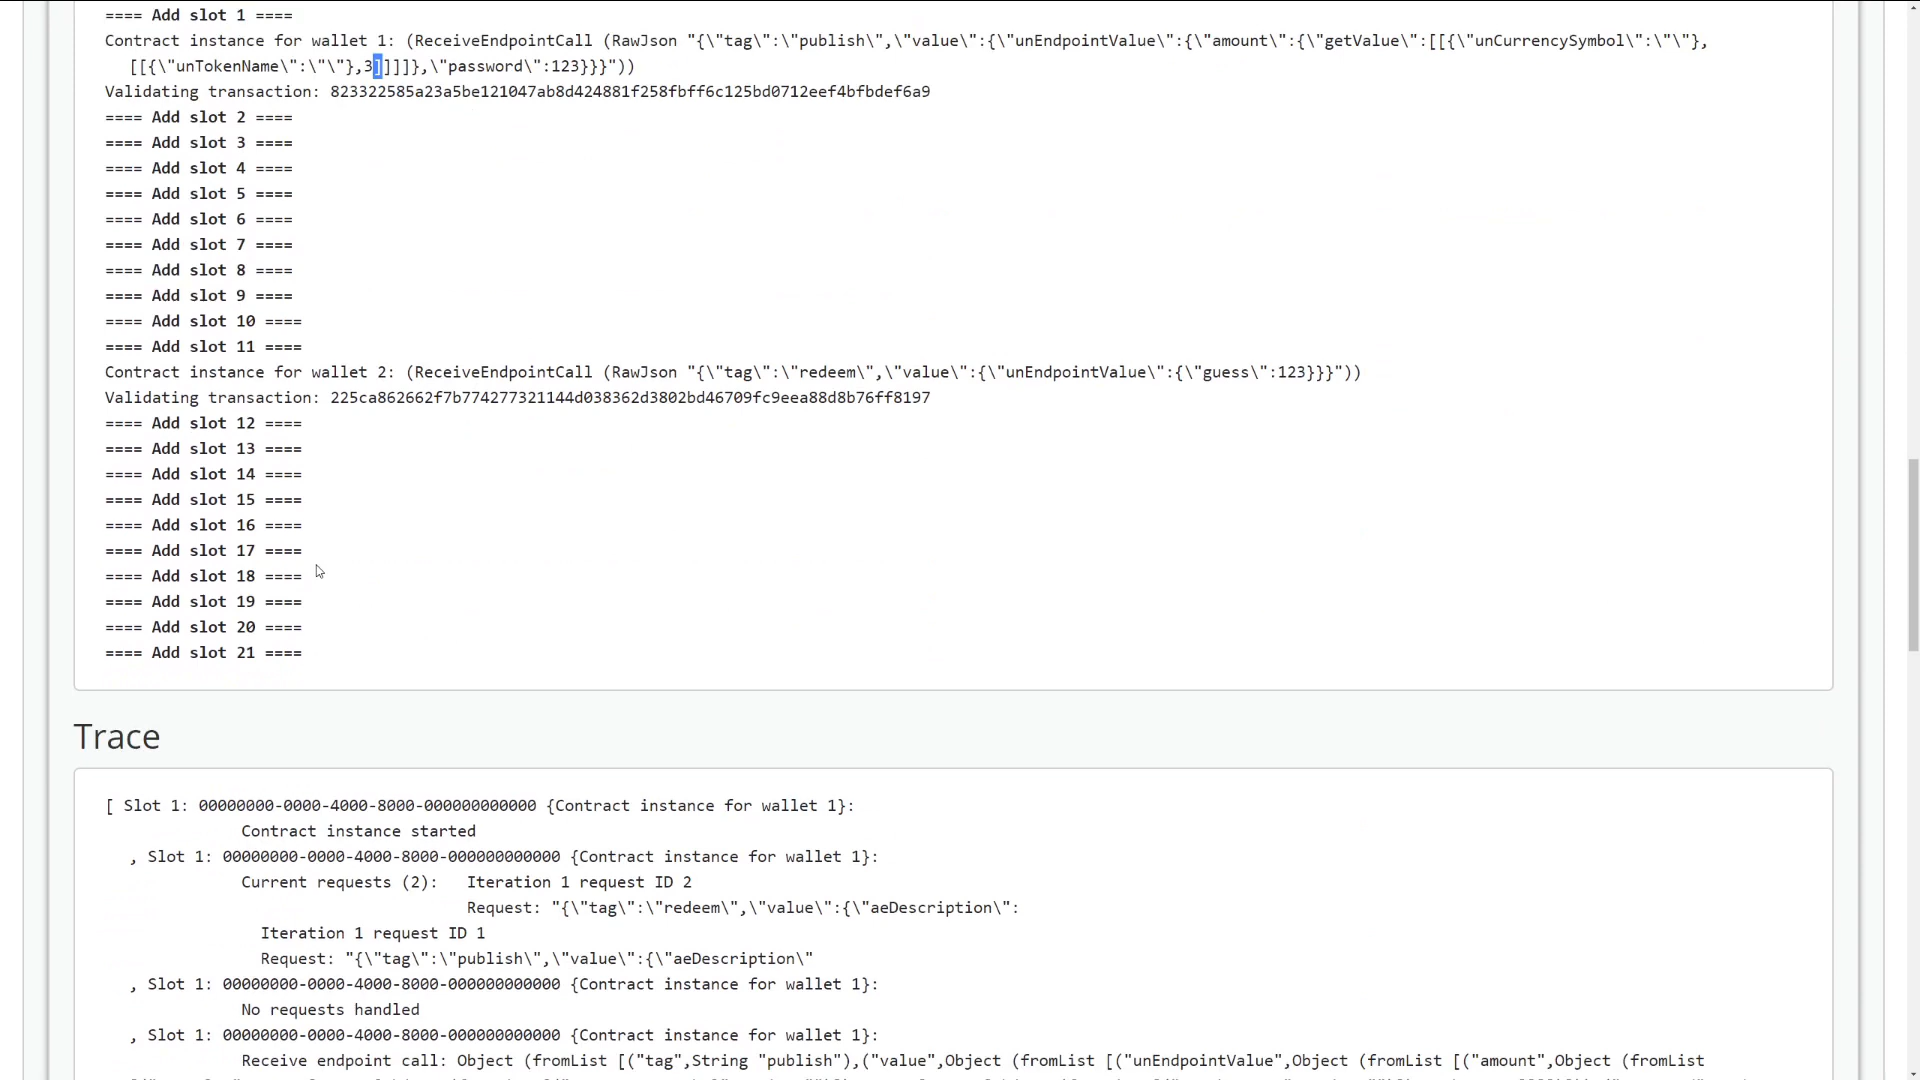 ==== Add slot 1 ====
Contract instance for wallet 1: (ReceiveEndpointCall (RawJson "{\"tag\":\"publish\",\"value\":{\"unEndpointValue\":{\"amount\":{\"getValue\":[[{\"unCurrencySymbol\":\"\"},
[[{\"unTokenName\":\"\"},3]]]]},\"password\":123}}}"))
Validating transaction: 823322585a23a5be121047ab8d424881f258fbff6c125bd0712eef4bfbdef6a9
==== Add slot 2 ====
==== Add slot 3 ====
==== Add slot 4 ====
==== Add slot 5 ====
==== Add slot 6 ====
==== Add slot 7 ====
==== Add slot 8 ====
==== Add slot 9 ====
==== Add slot 10 ====
==== Add slot 11 ====
Contract instance for wallet 2: (ReceiveEndpointCall (RawJson "{\"tag\":\"redeem\",\"value\":{\"unEndpointValue\":{\"guess\":123}}}"))
Validating transaction: 225ca862662f7b774277321144d038362d3802bd46709fc9eea88d8b76ff8197
==== Add slot 12 ====
==== Add slot 13 ====
==== Add slot 14 ====
==== Add slot 15 ====
==== Add slot 16 ====
==== Add slot 17 ====
==== Add slot 18 ====
==== Add slot 19 ====
==== Add slot 20 ====
==== Add slot 21 ====
Trace
[ Slot 1: 00000000-0000-4000-8000-000000000000 {Contract instance for wallet 1}:
Contract instance started
, Slot 1: 00000000-0000-4000-8000-000000000000 {Contract instance for wallet 1}:
Current requests (2): Iteration 1 request ID 2
Request: "{\"tag\":\"redeem\",\"value\":{\"aeDescription\":
Iteration 1 request ID 1
Request: "{\"tag\":\"publish\",\"value\":{\"aeDescription\"
, Slot 1: 00000000-0000-4000-8000-000000000000 {Contract instance for wallet 1}:
No requests handled
, Slot 1: 00000000-0000-4000-8000-000000000000 {Contract instance for wallet 1}:
Receive endpoint call: Object (fromList [("tag",String "publish"),("value",Object (fromList [("unEndpointValue",Object (fromList [("amount",Object (fromList